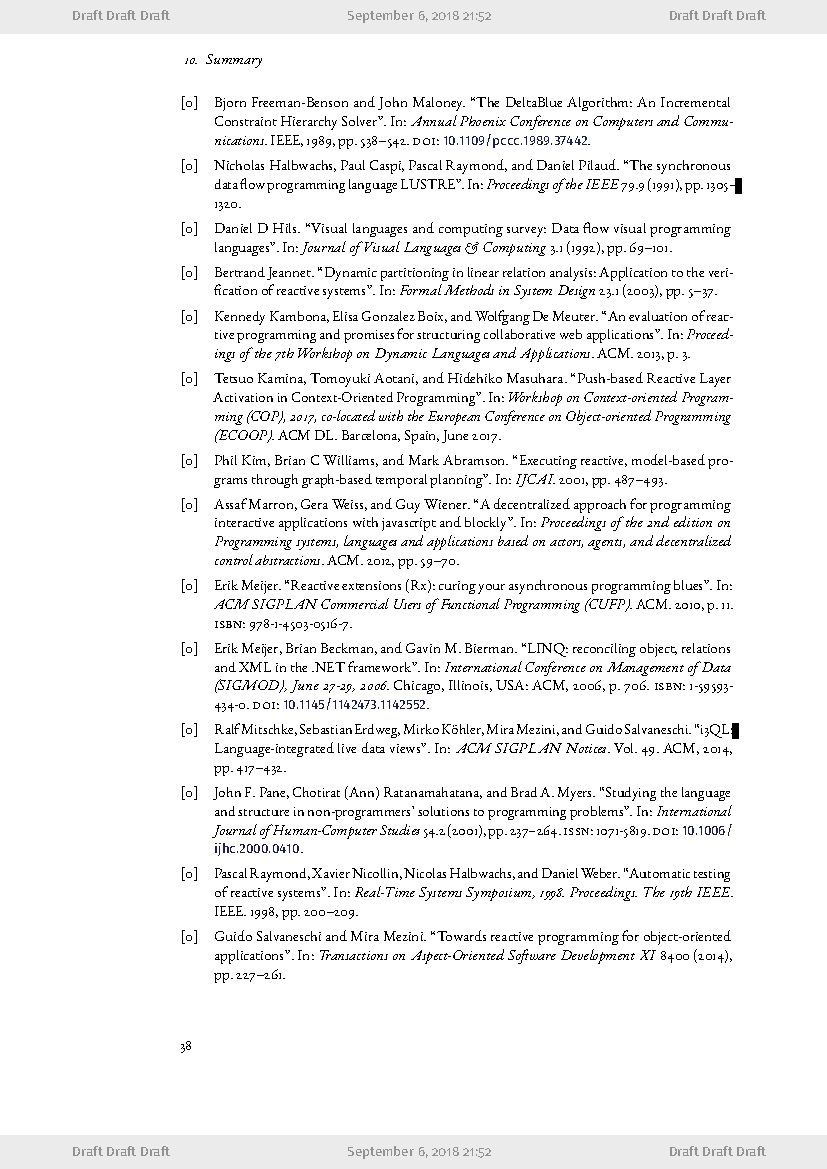 Draft Draft Draft September 6, 2018 21:52 Draft Draft Draft
10. Summary
[0] Bjorn Freeman-Benson and John Maloney. “The DeltaBlue Algorithm: An Incremental
Constraint Hierarchy Solver”. In: Annual Phoenix Conference on Computers and Commu-
nications. IEEE, 1989, pp. 538–542. DOI: 10.1109/pccc.1989.37442.
[0] Nicholas Halbwachs, Paul Caspi, Pascal Raymond, and Daniel Pilaud. “The synchronous
data flow programming language LUSTRE”. In: Proceedings of the IEEE 79.9 (1991), pp. 1305–
1320.
[0] Daniel D Hils. “Visual languages and computing survey: Data flow visual programming
languages”. In: Journal of Visual Languages & Computing 3.1 (1992), pp. 69–101.
[0] Bertrand Jeannet. “Dynamic partitioning in linear relation analysis: Application to the veri-
fication of reactive systems”. In: Formal Methods in System Design 23.1 (2003), pp. 5–37.
[0] Kennedy Kambona, Elisa Gonzalez Boix, and Wolfgang De Meuter. “An evaluation of reac-
tive programming and promises for structuring collaborative web applications”. In: Proceed-
ings of the 7th Workshop on Dynamic Languages and Applications. ACM. 2013, p. 3.
[0] Tetsuo Kamina, Tomoyuki Aotani, and Hidehiko Masuhara. “Push-based Reactive Layer
Activation in Context-Oriented Programming”. In: Workshop on Context-oriented Program-
ming (COP), 2017, co-located with the European Conference on Object-oriented Programming
(ECOOP). ACM DL. Barcelona, Spain, June 2017.
[0] Phil Kim, Brian C Williams, and Mark Abramson. “Executing reactive, model-based pro-
grams through graph-based temporal planning”. In: IJCAI. 2001, pp. 487–493.
[0] Assaf Marron, Gera Weiss, and Guy Wiener. “A decentralized approach for programming
interactive applications with javascript and blockly”. In: Proceedings of the 2nd edition on
Programming systems, languages and applications based on actors, agents, and decentralized
control abstractions. ACM. 2012, pp. 59–70.
[0] Erik Meijer. “Reactive extensions (Rx): curing your asynchronous programming blues”. In:
ACM SIGPLAN Commercial Users of Functional Programming (CUFP). ACM. 2010, p. 11.
ISBN: 978-1-4503-0516-7.
[0] Erik Meijer, Brian Beckman, and Gavin M. Bierman. “LINQ: reconciling object, relations
and XML in the .NET framework”. In: International Conference on Management of Data
(SIGMOD), June 27-29, 2006. Chicago, Illinois, USA: ACM, 2006, p. 706. ISBN: 1-59593-
434-0. DOI: 10.1145/1142473.1142552.
[0] Ralf Mitschke, Sebastian Erdweg, Mirko Köhler, Mira Mezini, and Guido Salvaneschi. “i3QL:
Language-integrated live data views”. In: ACM SIGPLAN Notices. Vol. 49. ACM, 2014,
pp. 417–432.
[0] John F. Pane, Chotirat (Ann) Ratanamahatana, and Brad A. Myers. “Studying the language
and structure in non-programmers’ solutions to programming problems”. In: International
Journal of Human-Computer Studies 54.2 (2001), pp. 237–264. ISSN: 1071-5819. DOI: 10.1006/
ijhc.2000.0410.
[0] Pascal Raymond, Xavier Nicollin, Nicolas Halbwachs, and Daniel Weber. “Automatic testing
of reactive systems”. In: Real-Time Systems Symposium, 1998. Proceedings. The 19th IEEE.
IEEE. 1998, pp. 200–209.
[0] Guido Salvaneschi and Mira Mezini. “Towards reactive programming for object-oriented
applications”. In: Transactions on Aspect-Oriented Software Development XI 8400 (2014),
pp. 227–261.
38
Draft Draft Draft September 6, 2018 21:52 Draft Draft Draft